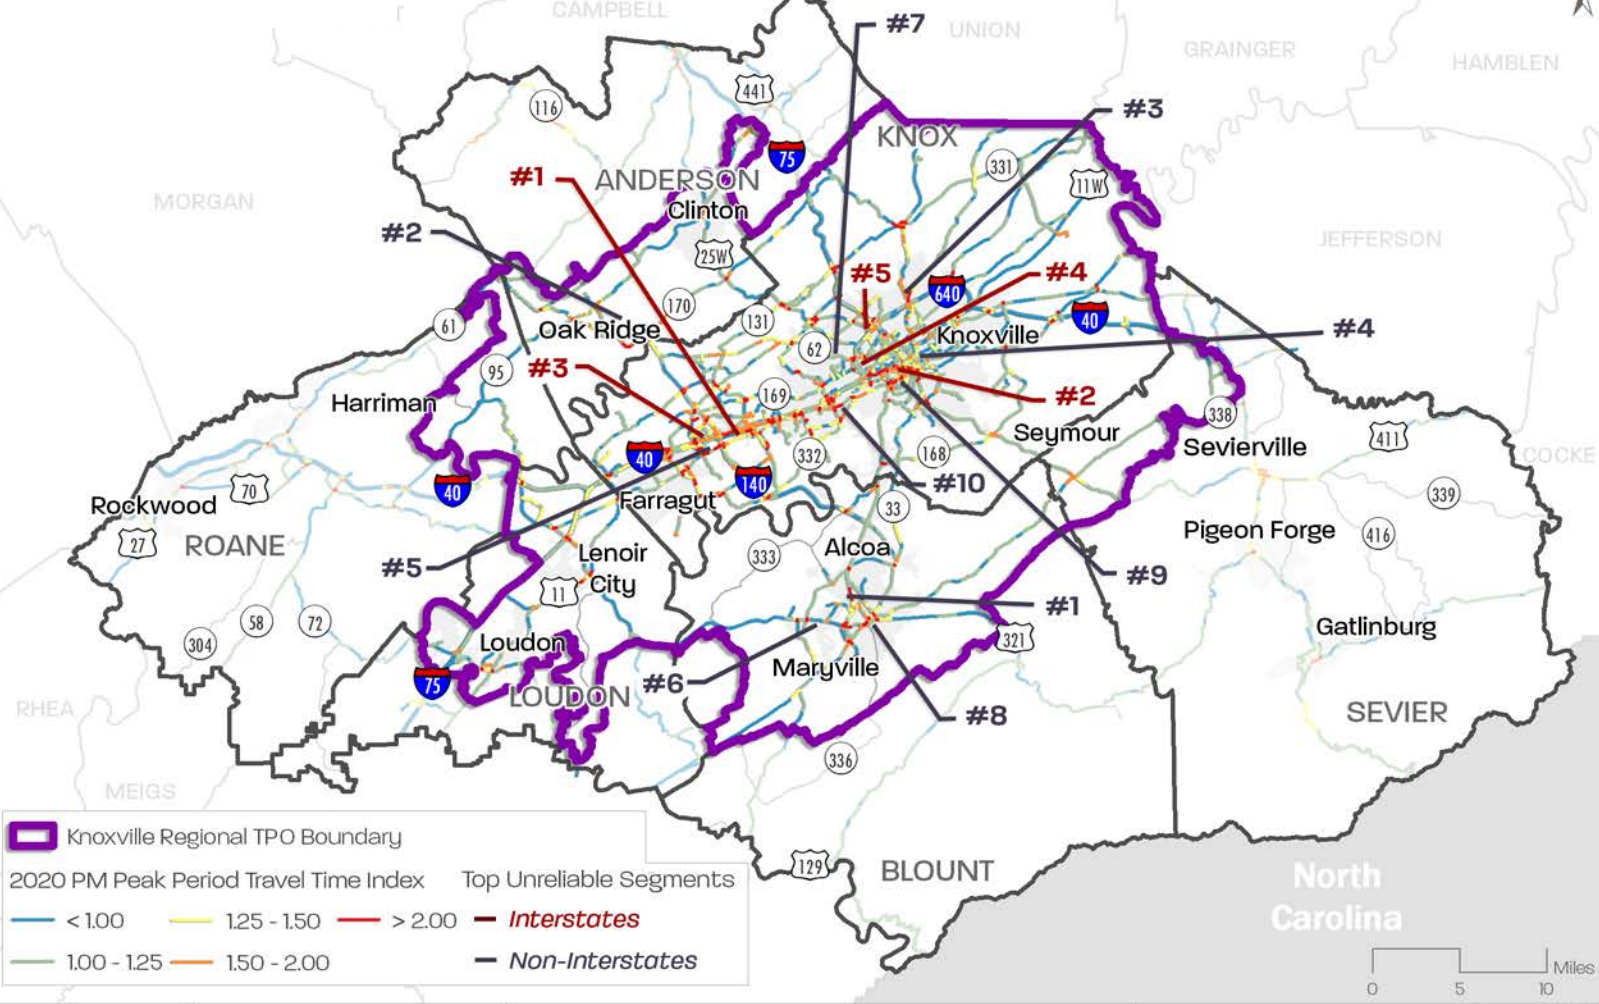 CAMPBELL
#7
UNION
GRAINGER
HAMBLEN
441
116
#3
KNOX
75
331
#1
ANDERSON
11W
MORGAN
Clinton
#2
JEFFERSON
25W
#5
#4
640
170
40
61
Oak Ridge
131
Knoxville
#4
62
#3
95
169
#2
Harriman
338
Seymour
411
Sevierville
332
168
40
COCKE
140
40
#10
70
Rockwood
Farragut
339
33
27
ROANE
Pigeon Forge
416
Alcoa
333
Lenoir
City
#5
#9
11
#1
58
72
Gatlinburg
321
304
Loudon
Maryville
75
#6
LOUDON
RHEA
SEVIER
#8
336
MEIGS
Knoxville Regional TPO Boundary
129
BLOUNT
2020 PM Peak Period Travel Time Index
Top Unreliable Segments
North
Carolina
< 1.00
1.25 - 1.50
> 2.00
Interstates
1.00 - 1.25
1.50 - 2.00
Non-Interstates
Miles
0
5
10